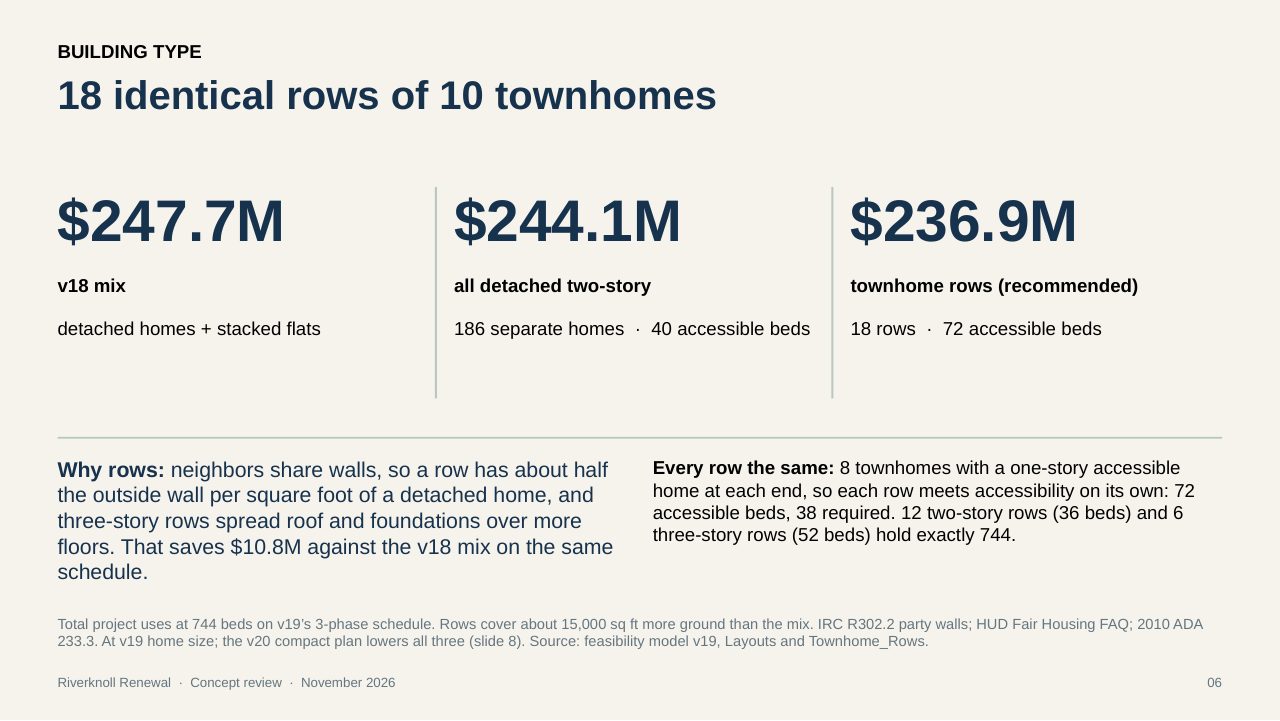 BUILDING TYPE
18 identical rows of 10 townhomes
$247.7M
v18 mix
detached homes + stacked flats
$244.1M
all detached two-story
186 separate homes · 40 accessible beds
$236.9M
townhome rows (recommended)
18 rows · 72 accessible beds
Why rows: neighbors share walls, so a row has about half
the outside wall per square foot of a detached home, and
three-story rows spread roof and foundations over more
floors. That saves $10.8M against the v18 mix on the same
schedule.
Every row the same: 8 townhomes with a one-story accessible
home at each end, so each row meets accessibility on its own: 72
accessible beds, 38 required. 12 two-story rows (36 beds) and 6
three-story rows (52 beds) hold exactly 744.
Total project uses at 744 beds on v19’s 3-phase schedule. Rows cover about 15,000 sq ft more ground than the mix. IRC R302.2 party walls; HUD Fair Housing FAQ; 2010 ADA
233.3. At v19 home size; the v20 compact plan lowers all three (slide 8). Source: feasibility model v19, Layouts and Townhome_Rows.
Riverknoll Renewal · Concept review · November 2026
06